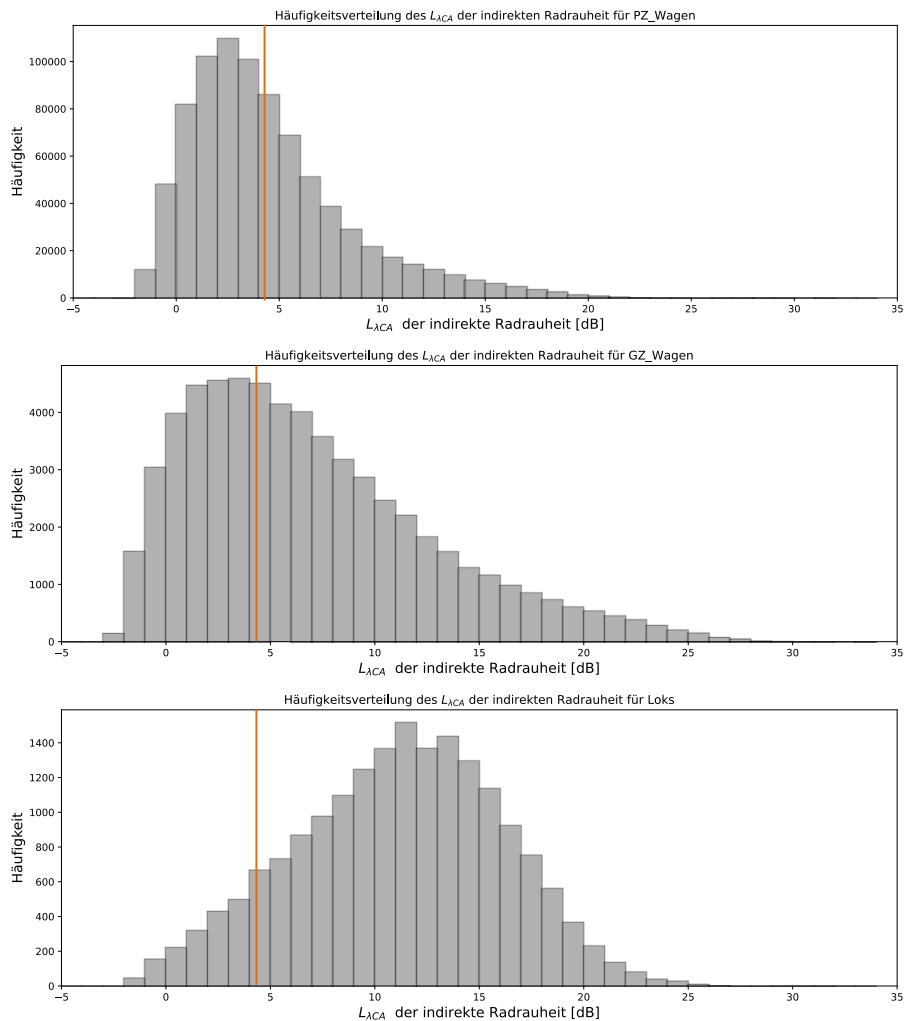 Häufigkeitsverteilung des LλCA der indirekten Radrauheit für PZ_Wagen
100000
80000
60000
40000
20000
0
Häufigkeit
−5 0 5 10 15 20 25 30 35
LλCA der indirekte Radrauheit [dB]
Häufigkeitsverteilung des LλCA der indirekten Radrauheit für GZ_Wagen
4000
3000
2000
1000
0
Häufigkeit
−5 0 5 10 15 20 25 30 35
LλCA der indirekte Radrauheit [dB]
Häufigkeitsverteilung des LλCA der indirekten Radrauheit für Loks
1400
1200
1000
800
600
400
200
0
Häufigkeit
−5 0 5 10 15 20 25 30 35
LλCA der indirekte Radrauheit [dB]